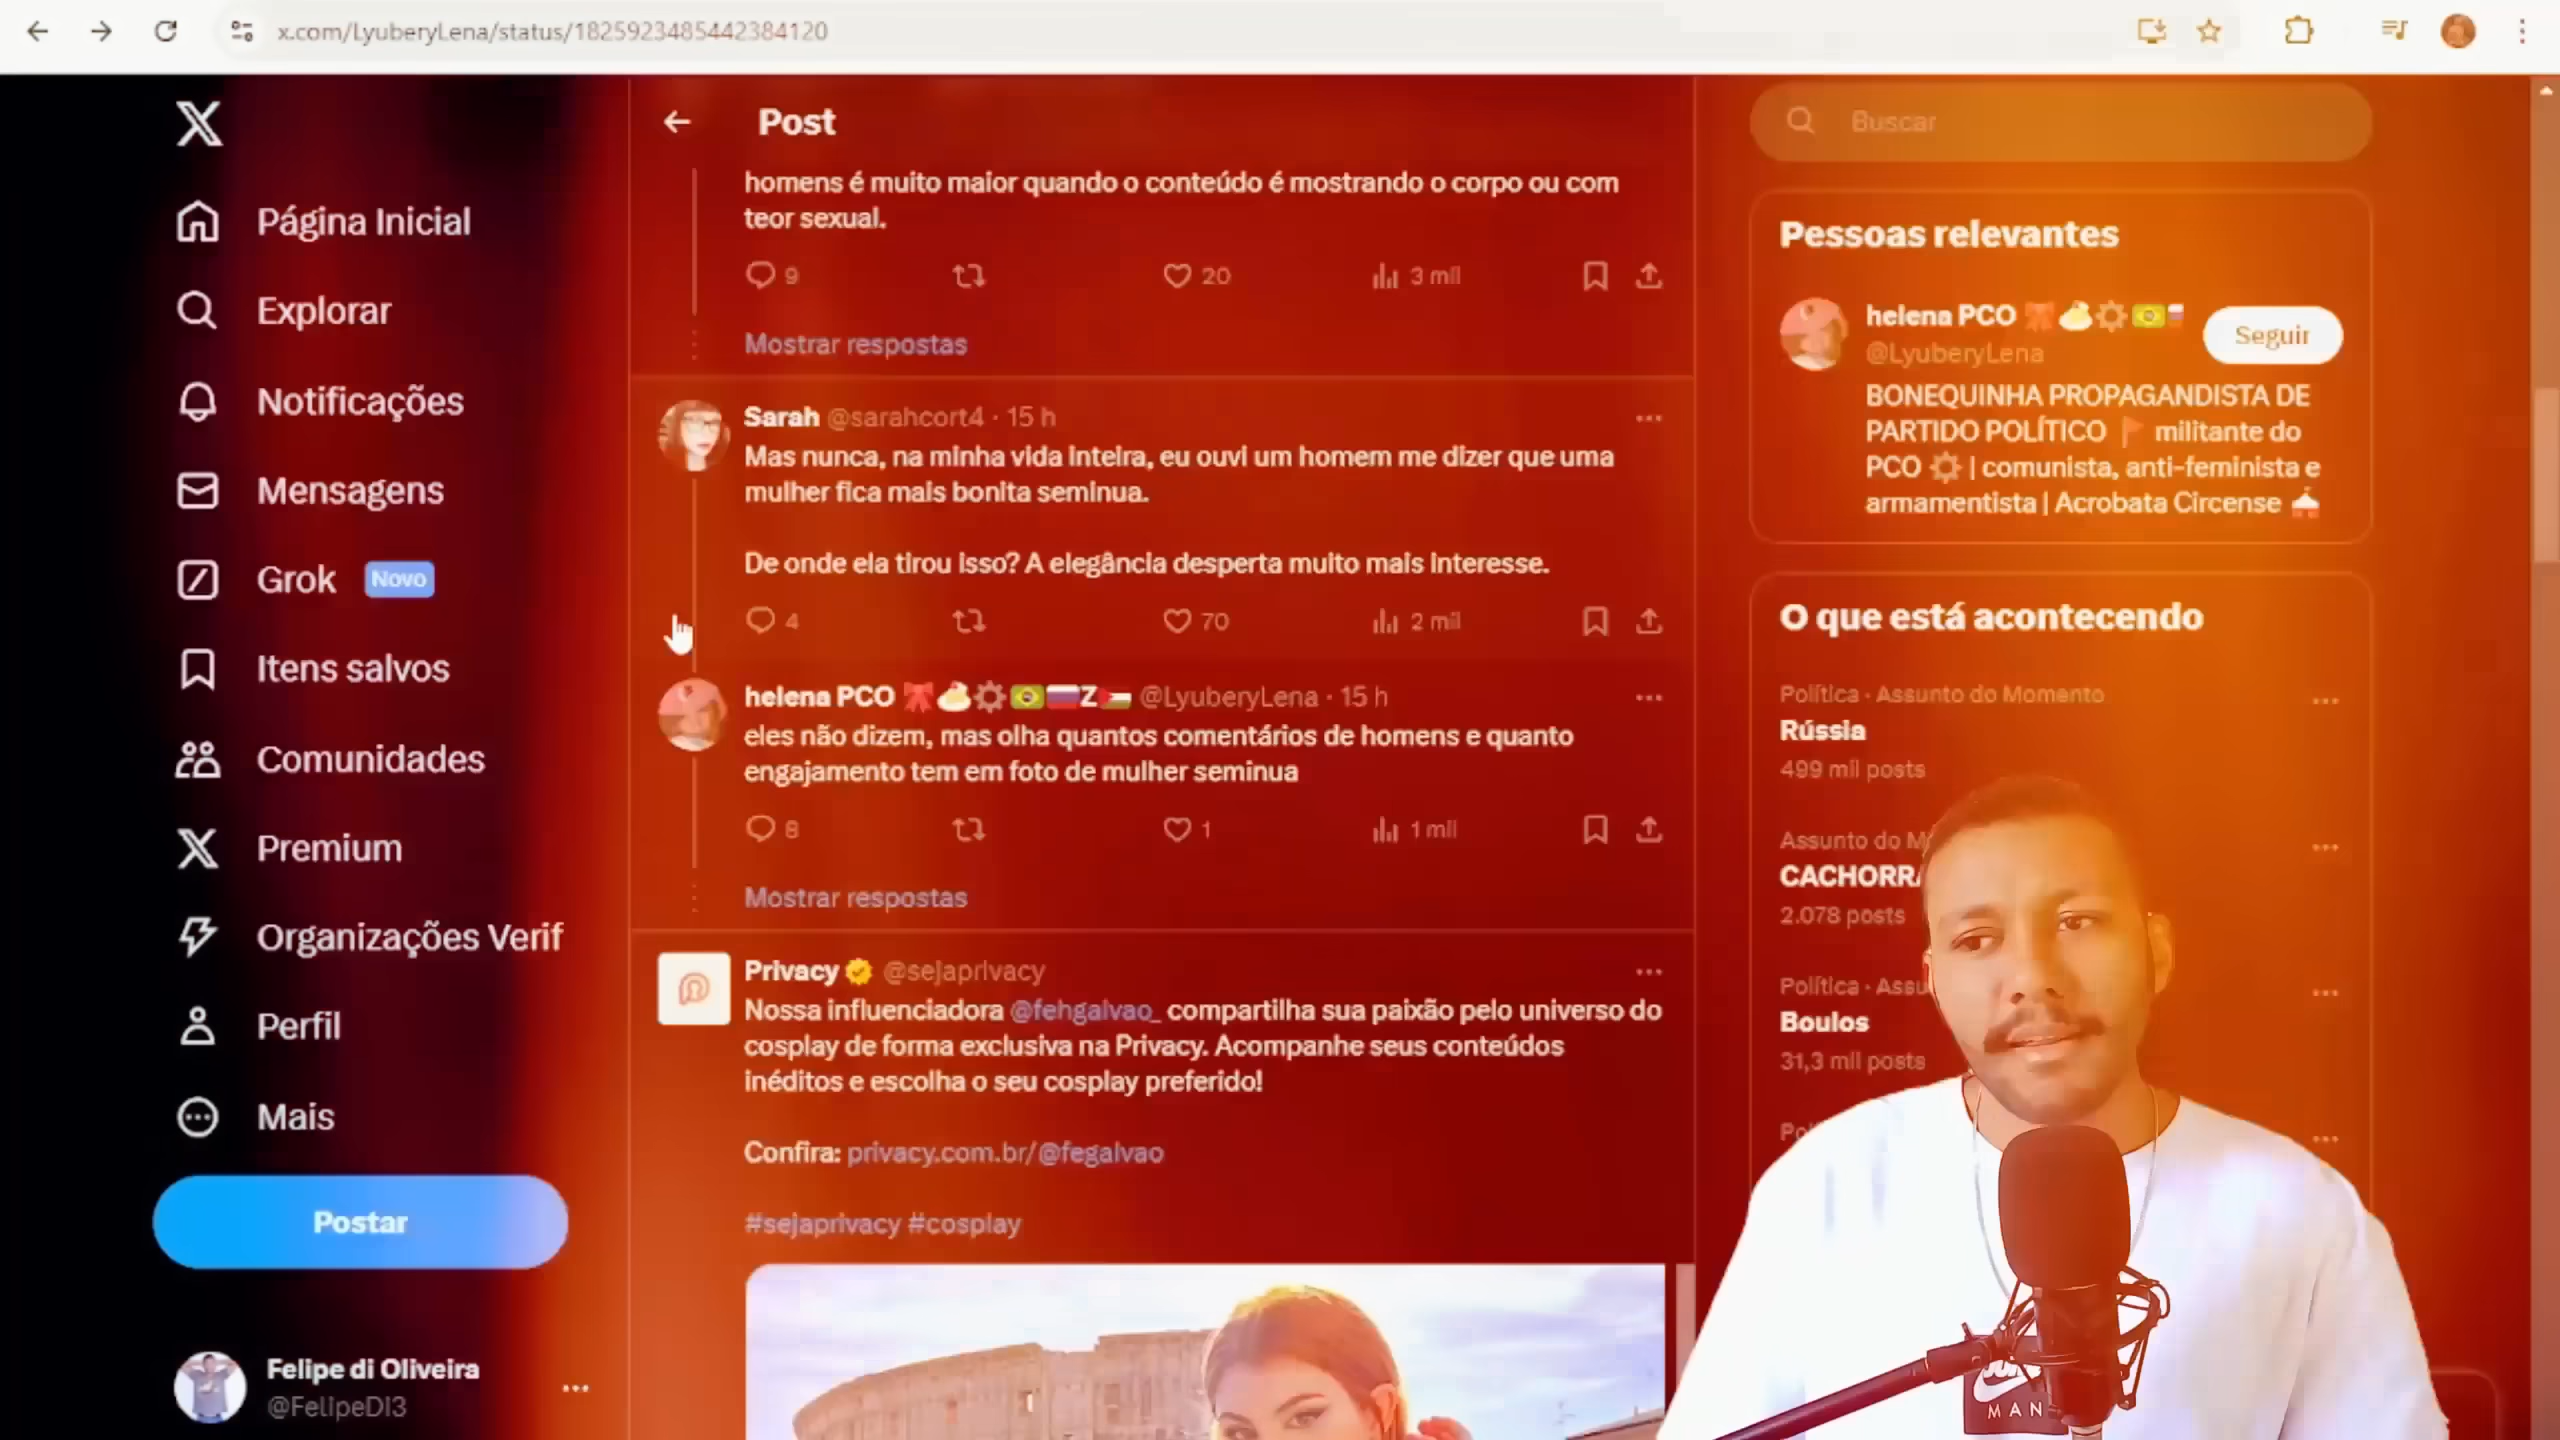 x.com/LyuberyLena/status/1825923485442384120
Página Inicial
Explorar
Notificações
Mensagens
Grok Novo
Itens salvos
Comunidades
Premium
Organizações Verif
Perfil
Mais
Postar
Felipe di Oliveira
@FelipeDI3
Post
homens é muito maior quando o conteúdo é mostrando o corpo ou com
teor sexual.
9 20 3 mil
Mostrar respostas
Sarah @sarahcort4 · 15 h
Mas nunca, na minha vida inteira, eu ouvi um homem me dizer que uma
mulher fica mais bonita seminua.
De onde ela tirou isso? A elegância desperta muito mais interesse.
4 70 2 mil
helena PCO Z @LyuberyLena · 15 h
eles não dizem, mas olha quantos comentários de homens e quanto
engajamento tem em foto de mulher seminua
8 1 1 mil
Mostrar respostas
Privacy @sejaprivacy
Nossa influenciadora @fehgalvao_ compartilha sua paixão pelo universo do
cosplay de forma exclusiva na Privacy. Acompanhe seus conteúdos
inéditos e escolha o seu cosplay preferido!
Confira: privacy.com.br/@fegalvao
#sejaprivacy #cosplay
Buscar
Pessoas relevantes
helena PCO
@LyuberyLena
Seguir
BONEQUINHA PROPAGANDISTA DE
PARTIDO POLÍTICO militante do
PCO | comunista, anti-feminista e
armamentista | Acrobata Circense
O que está acontecendo
Política · Assunto do Momento
Rússia
499 mil posts
Assunto do M
CACHORRA
2.078 posts
Política · Assu
Boulos
31,3 mil posts
Pol
MAN